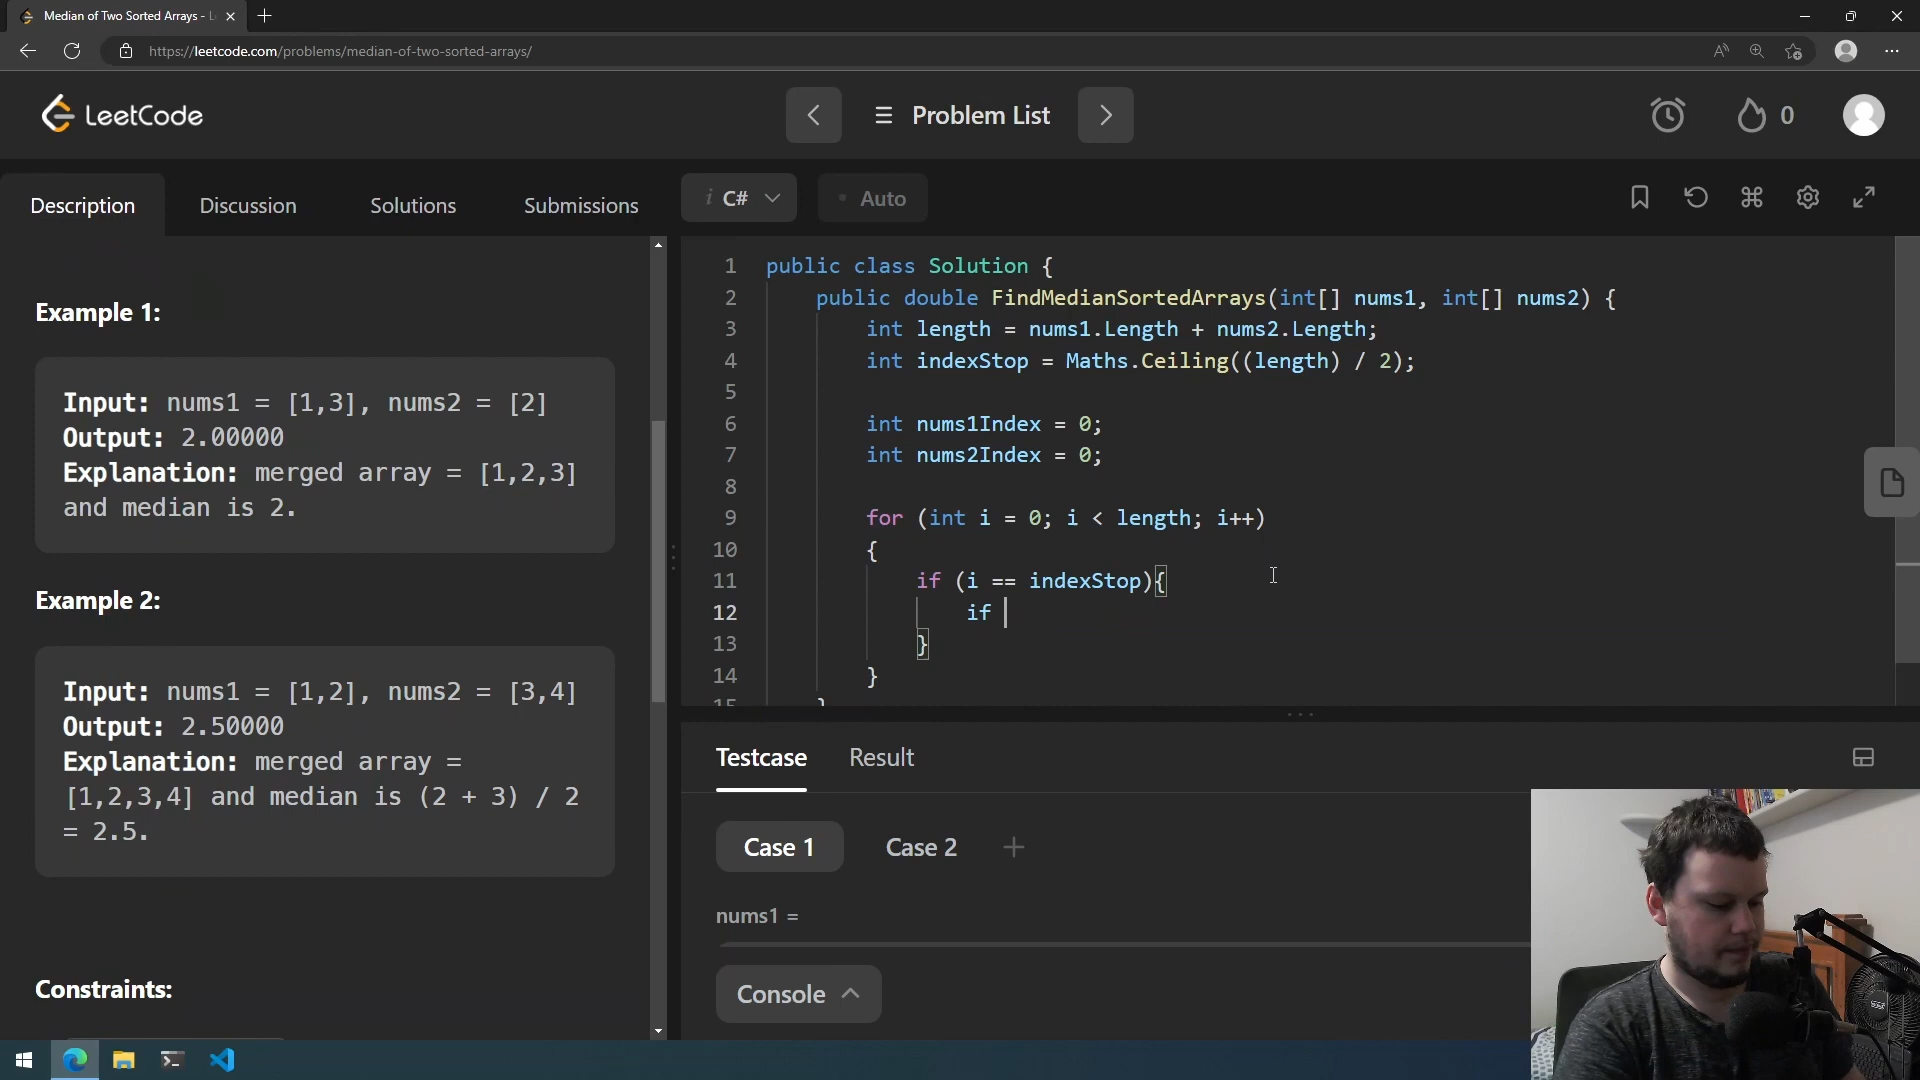 Median of Two Sorted Arrays - L
https://leetcode.com/problems/median-of-two-sorted-arrays/
LeetCode
Problem List
0
Description
Discussion
Solutions
Submissions
i C#
Auto
Example 1:
Input: nums1 = [1,3], nums2 = [2]
Output: 2.00000
Explanation: merged array = [1,2,3]
and median is 2.
Example 2:
Input: nums1 = [1,2], nums2 = [3,4]
Output: 2.50000
Explanation: merged array =
[1,2,3,4] and median is (2 + 3) / 2
= 2.5.
Constraints:
1 public class Solution {
2 public double FindMedianSortedArrays(int[] nums1, int[] nums2) {
3 int length = nums1.Length + nums2.Length;
4 int indexStop = Maths.Ceiling((length) / 2);
5
6 int nums1Index = 0;
7 int nums2Index = 0;
8
9 for (int i = 0; i < length; i++)
10 {
11 if (i == indexStop){
12 if
13 }
14 }
15 }
Testcase
Result
Case 1
Case 2
nums1 =
Console